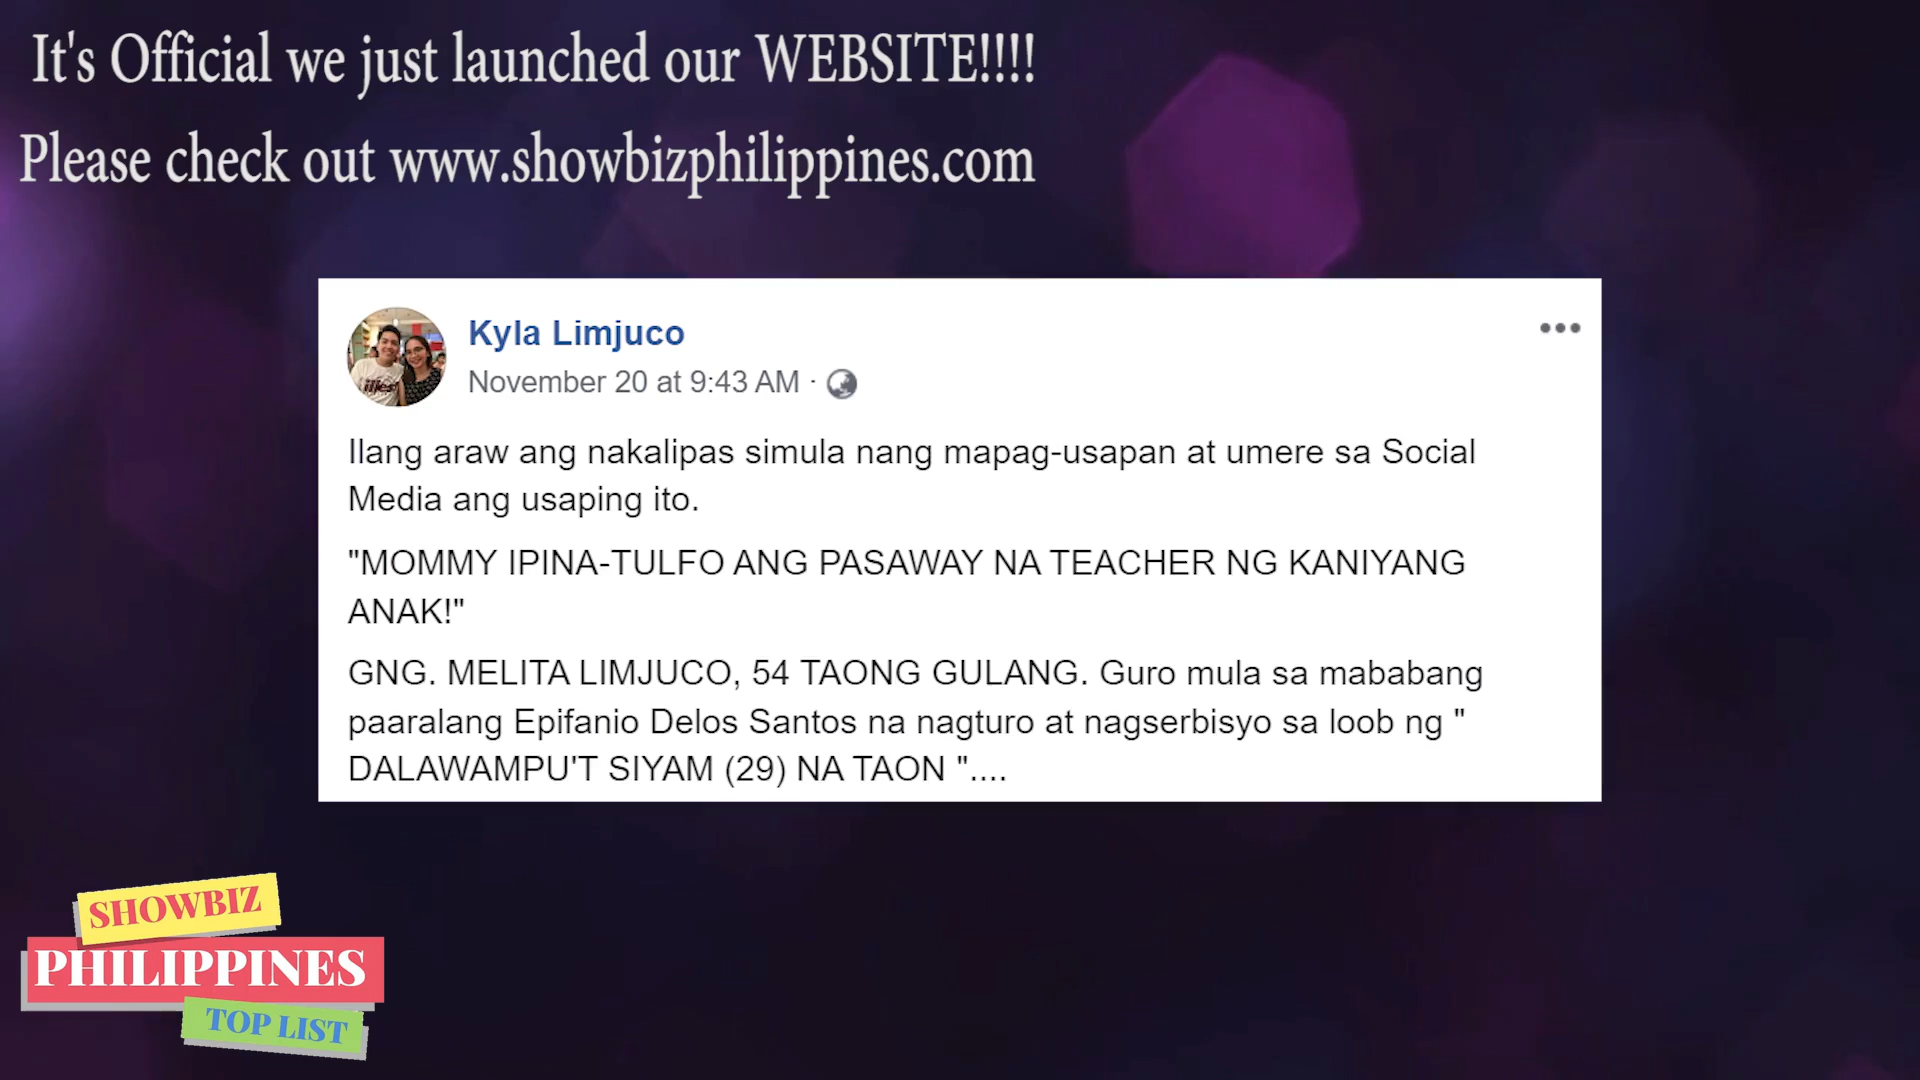 It's Official we just launched our WEBSITE!!!!
Please check out www.showbizphilippines.com
Kyla Limjuco
November 20 at 9:43 AM ·
Ilang araw ang nakalipas simula nang mapag-usapan at umere sa Social
Media ang usaping ito.
"MOMMY IPINA-TULFO ANG PASAWAY NA TEACHER NG KANIYANG
ANAK!"
GNG. MELITA LIMJUCO, 54 TAONG GULANG. Guro mula sa mababang
paaralang Epifanio Delos Santos na nagturo at nagserbisyo sa loob ng "
DALAWAMPU'T SIYAM (29) NA TAON "....
SHOWBIZ
PHILIPPINES
TOP LIST